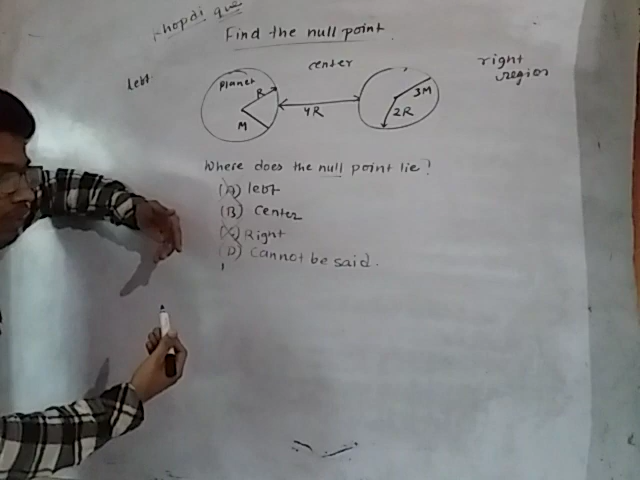 khopdi que
Find the null point.
left
center
right
region
Planet
R
M
4R
3M
2R
Where does the null point lie?
(A) left
(B) Center
(C) Right
(D) Cannot be said.